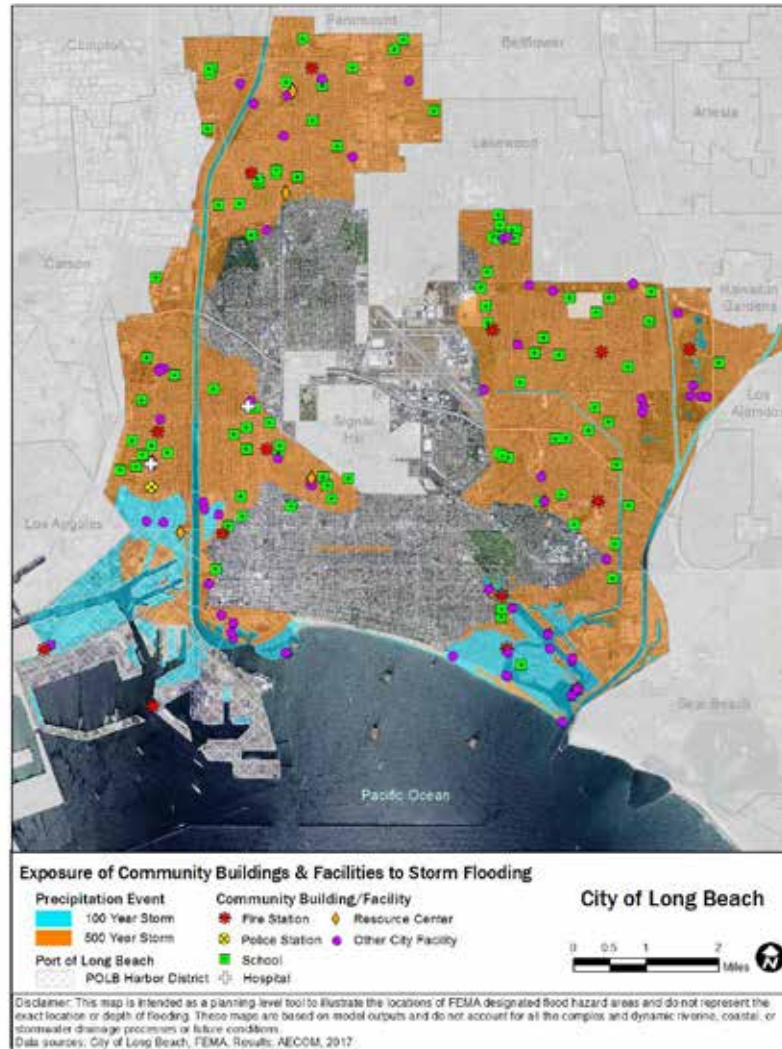 Paramount
Compton
Bellflower
Artesia
Lakewood
Carson
Hawaiian
Gardens
Los
Alamitos
Signal
Hill
Los Angeles
Seal Beach
Pacific Ocean
Exposure of Community Buildings & Facilities to Storm Flooding
City of Long Beach
Precipitation Event
100 Year Storm
500 Year Storm
Port of Long Beach
POLB Harbor District
Community Building/Facility
Fire Station
Police Station
School
Hospital
Resource Center
Other City Facility
0 0.5 1 2
Miles
N
Disclaimer: This map is intended as a planning-level tool to illustrate the locations of FEMA designated flood hazard areas and do not represent the
exact location or depth of flooding. These maps are based on model outputs and do not account for all the complex and dynamic riverine, coastal, or
stormwater drainage processes or future conditions.
Data sources: City of Long Beach, FEMA, Results: AECOM, 2017